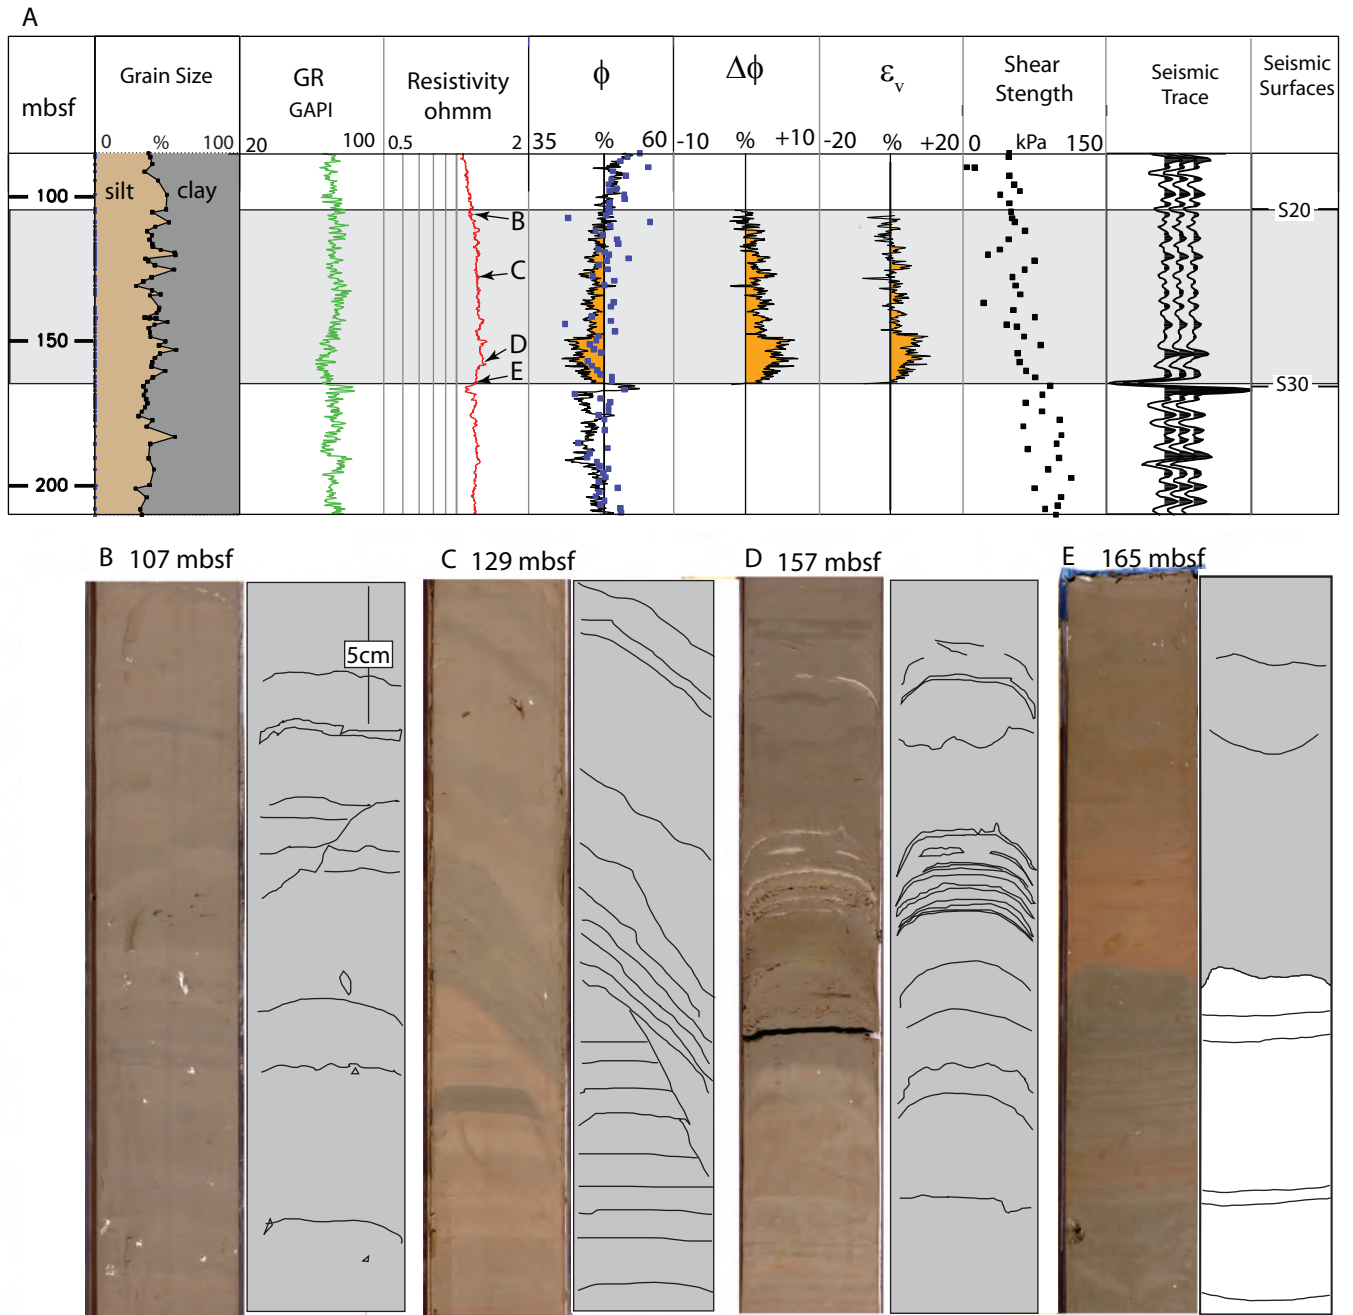 A
mbsf
Grain Size
0 % 100
GR
GAPI
20 100
Resistivity
ohmm
0.5 2
ϕ
35 % 60
Δϕ
-10 % +10
εv
-20 % +20
Shear
Stength
0 kPa 150
Seismic
Trace
Seismic
Surfaces
silt clay
100
150
200
B
C
D
E
S20
S30
B 107 mbsf
C 129 mbsf
D 157 mbsf
E 165 mbsf
5cm